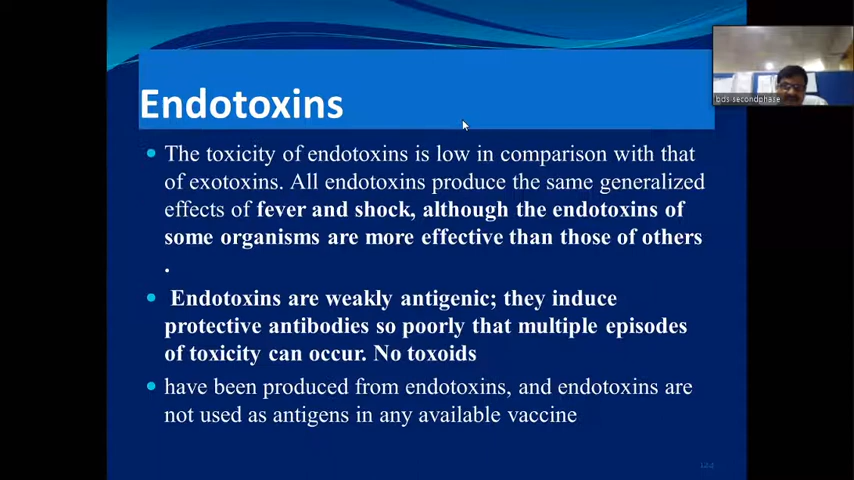 Endotoxins
bds secondphase
The toxicity of endotoxins is low in comparison with that
of exotoxins. All endotoxins produce the same generalized
effects of fever and shock, although the endotoxins of
some organisms are more effective than those of others
.
Endotoxins are weakly antigenic; they induce
protective antibodies so poorly that multiple episodes
of toxicity can occur. No toxoids
have been produced from endotoxins, and endotoxins are
not used as antigens in any available vaccine